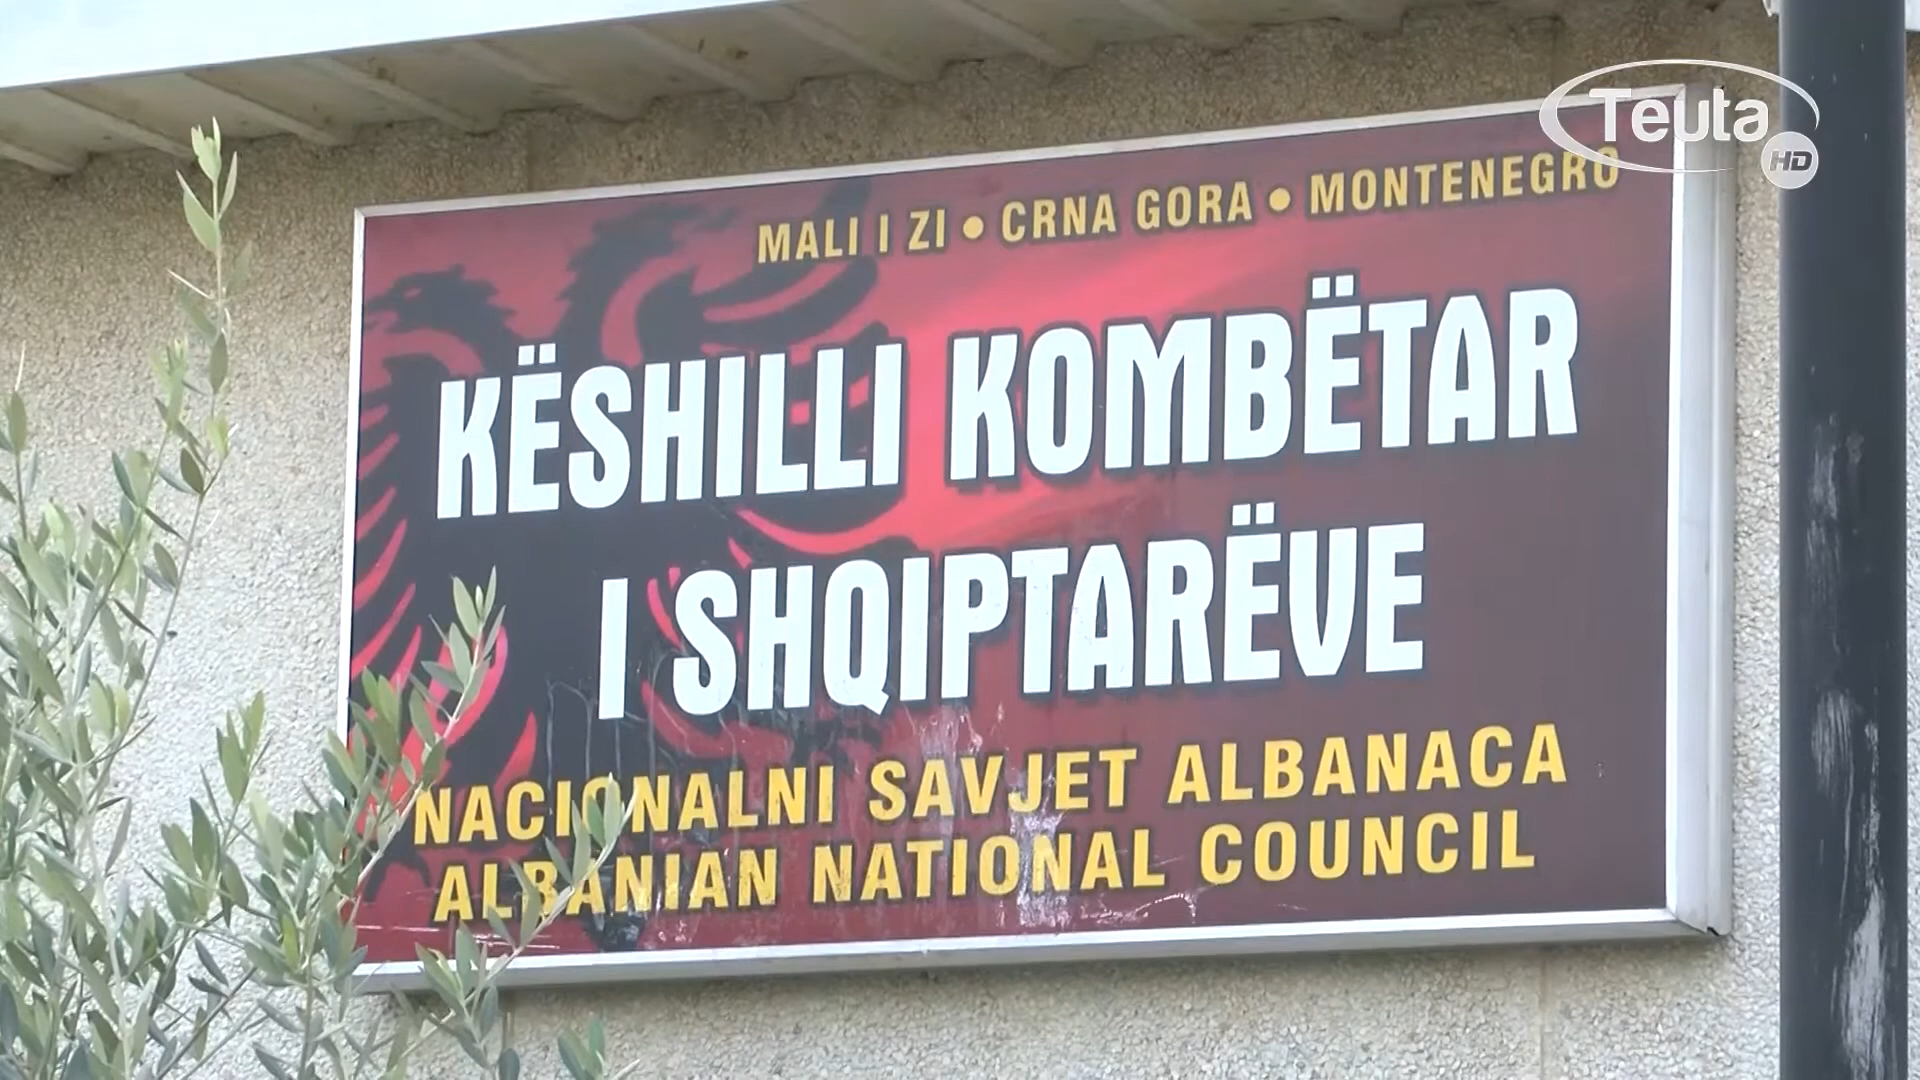 Teuta
HD
MALI I ZI • CRNA GORA • MONTENEGRO
KËSHILLI KOMBËTAR
I SHQIPTARËVE
NACIONALNI SAVJET ALBANACA
ALBANIAN NATIONAL COUNCIL